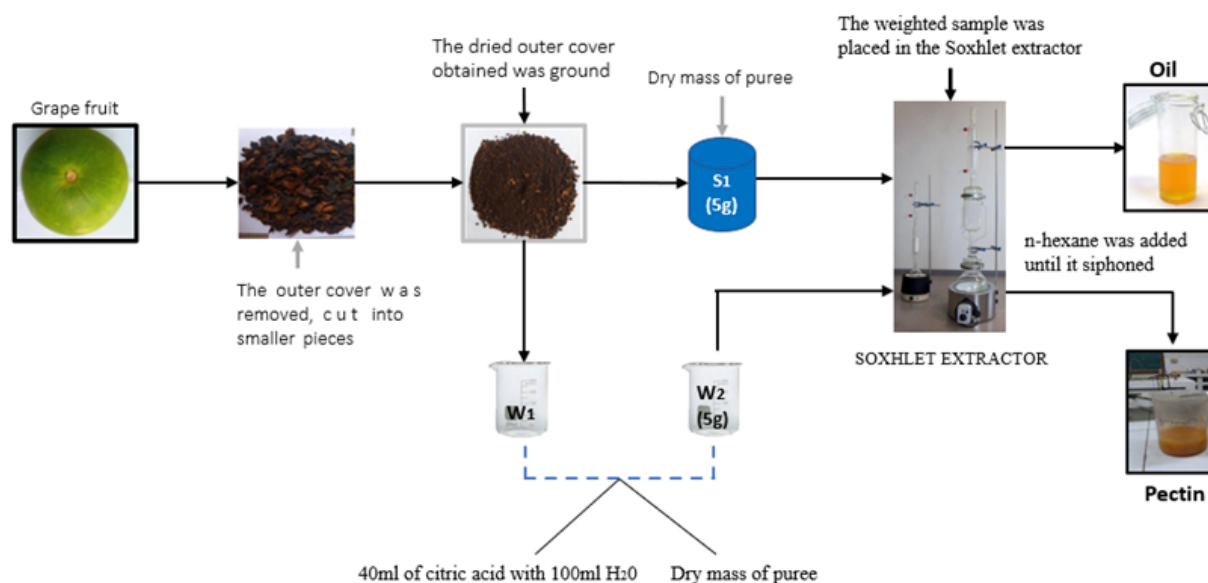 The weighted sample was
placed in the Soxhlet extractor
The dried outer cover
obtained was ground
Dry mass of puree
Oil
Grape fruit
S1
(5g)
n-hexane was added
until it siphoned
The outer cover w a s
removed, c u t into
smaller pieces
SOXHLET EXTRACTOR
W1
W2
(5g)
Pectin
40ml of citric acid with 100ml H20
Dry mass of puree